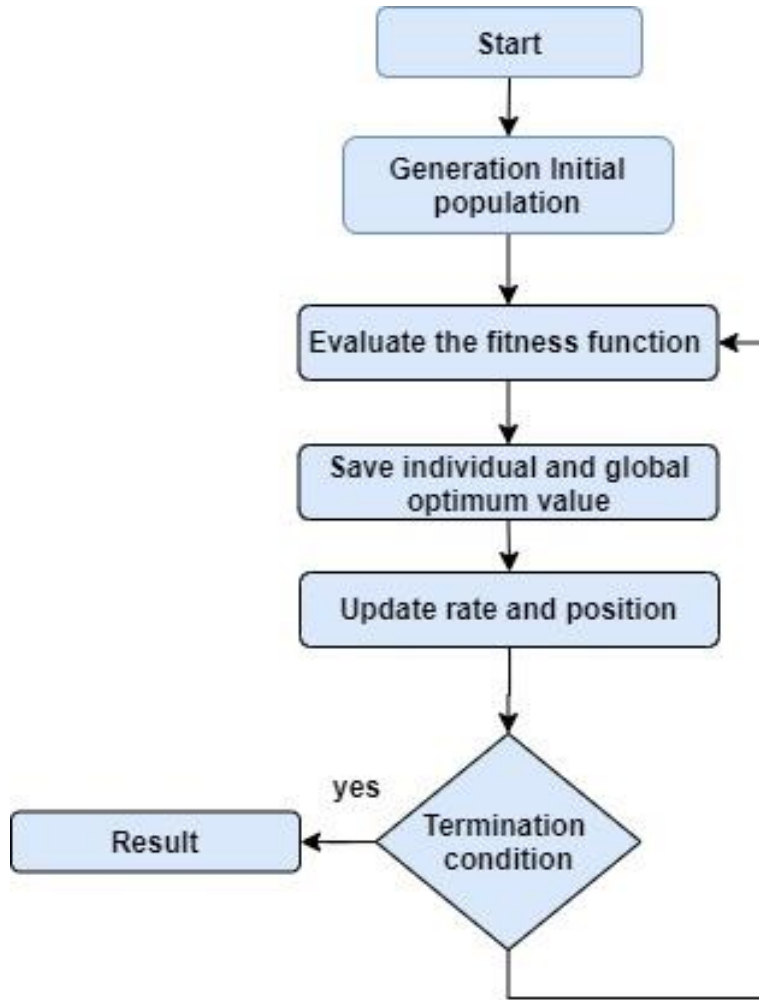 Start
Generation Initial
population
Evaluate the fitness function
Save individual and global
optimum value
Update rate and position
yes
Termination
condition
Result